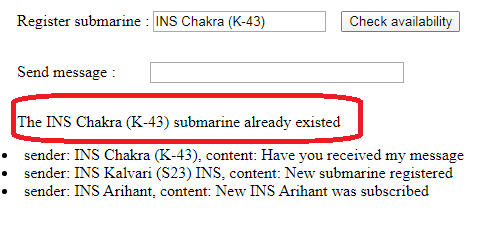 Register submarine : INS Chakra (K-43) Check availability
Send message :
The INS Chakra (K-43) submarine already existed
sender: INS Chakra (K-43), content: Have you received my message
sender: INS Kalvari (S23) INS, content: New submarine registered
sender: INS Arihant, content: New INS Arihant was subscribed